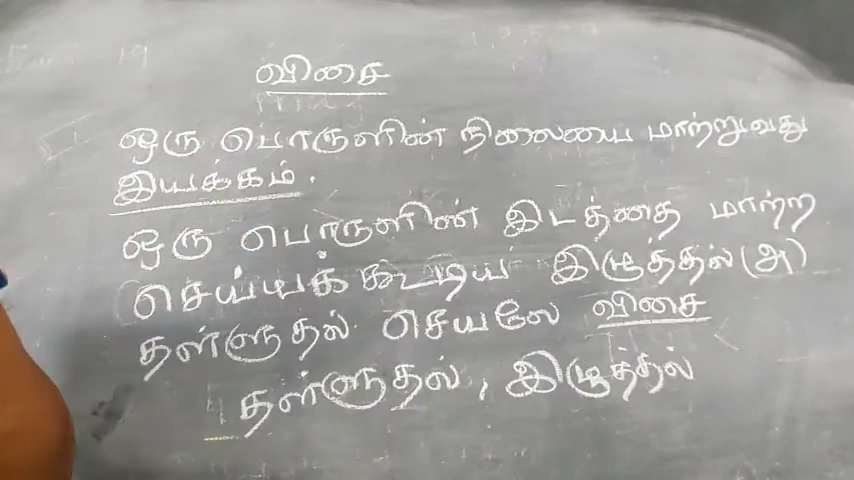 விசை
ஒரு பொருளின் நிலையை மாற்றுவது
இயக்கம்.
ஒரு பொருளின் இடத்தை மாற்ற
செய்யக்கூடிய இழுத்தல்(அ)
தள்ளுதல் செயலே விசை
தள்ளுதல், இழுத்தல்